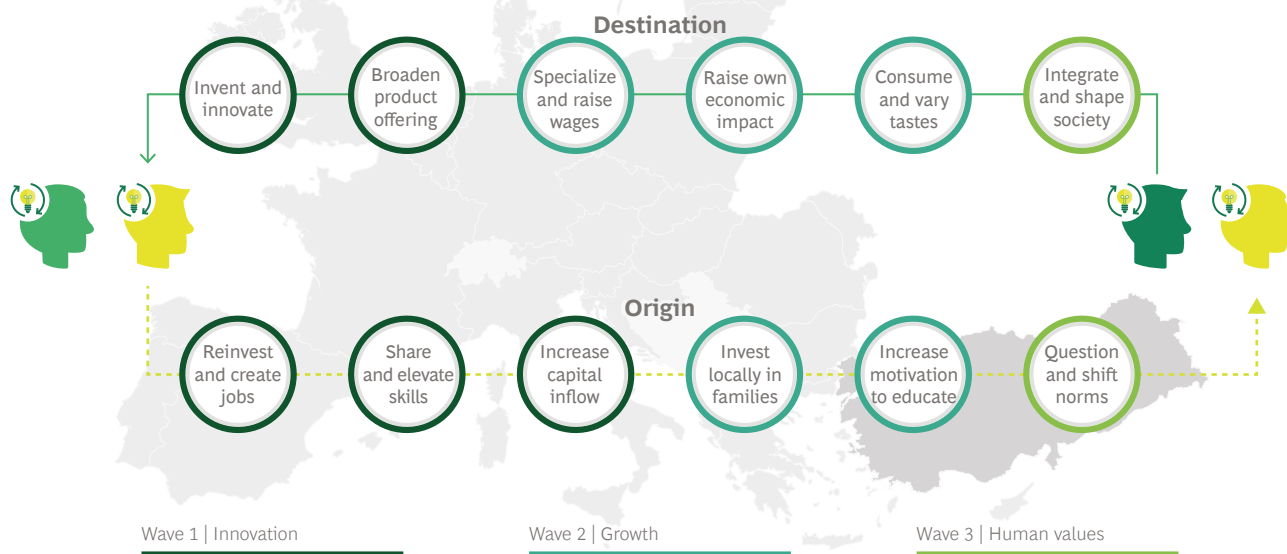 Destination
Invent and
innovate
Broaden
product
offering
Specialize
and raise
wages
Raise own
economic
impact
Consume
and vary
tastes
Integrate
and shape
society
Origin
Reinvest
and create
jobs
Share
and elevate
skills
Increase
capital
inflow
Invest
locally in
families
Increase
motivation
to educate
Question
and shift
norms
Wave 1 | Innovation
Wave 2 | Growth
Wave 3 | Human values